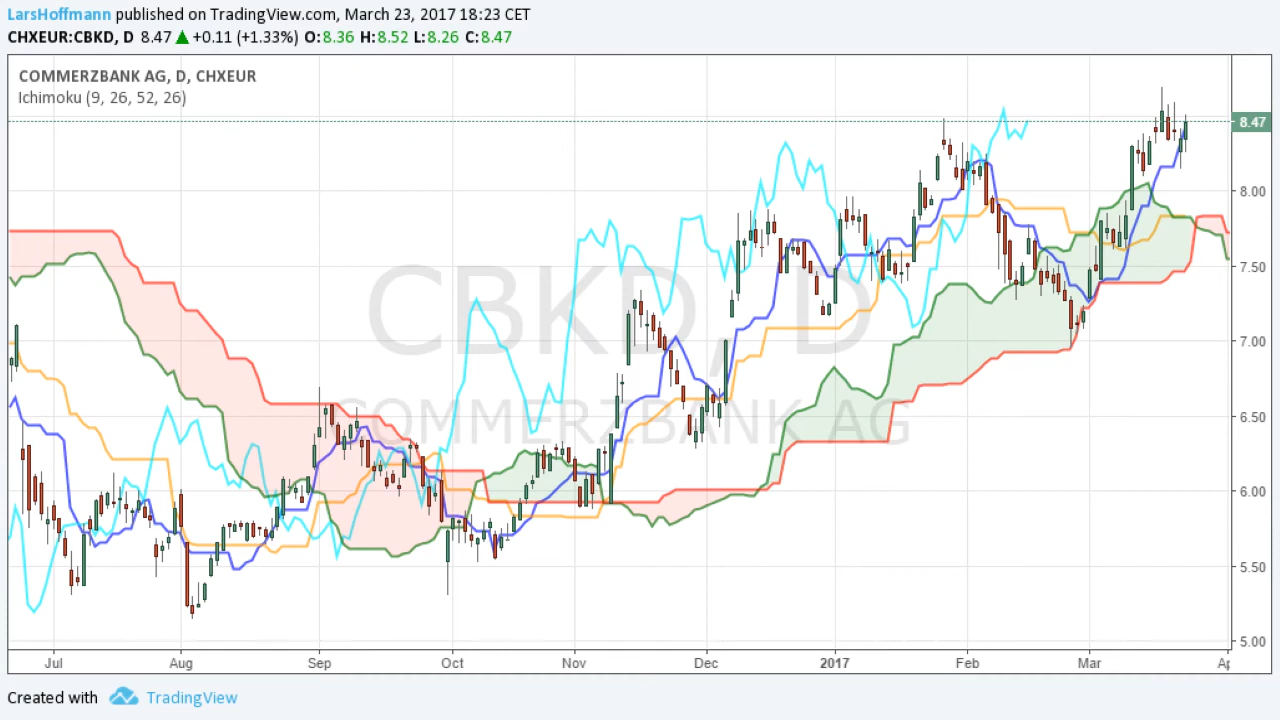 LarsHoffmann published on TradingView.com, March 23, 2017 18:23 CET
CHXEUR:CBKD, D 8.47 ▲ +0.11 (+1.33%) O:8.36 H:8.52 L:8.26 C:8.47
COMMERZBANK AG, D, CHXEUR
Ichimoku (9, 26, 52, 26)
8.47
8.00
7.50
CBKD, D
7.00
6.50
COMMERZBANK AG
6.00
5.50
5.00
Jul Aug Sep Oct Nov Dec 2017 Feb Mar Ap
Created with TradingView